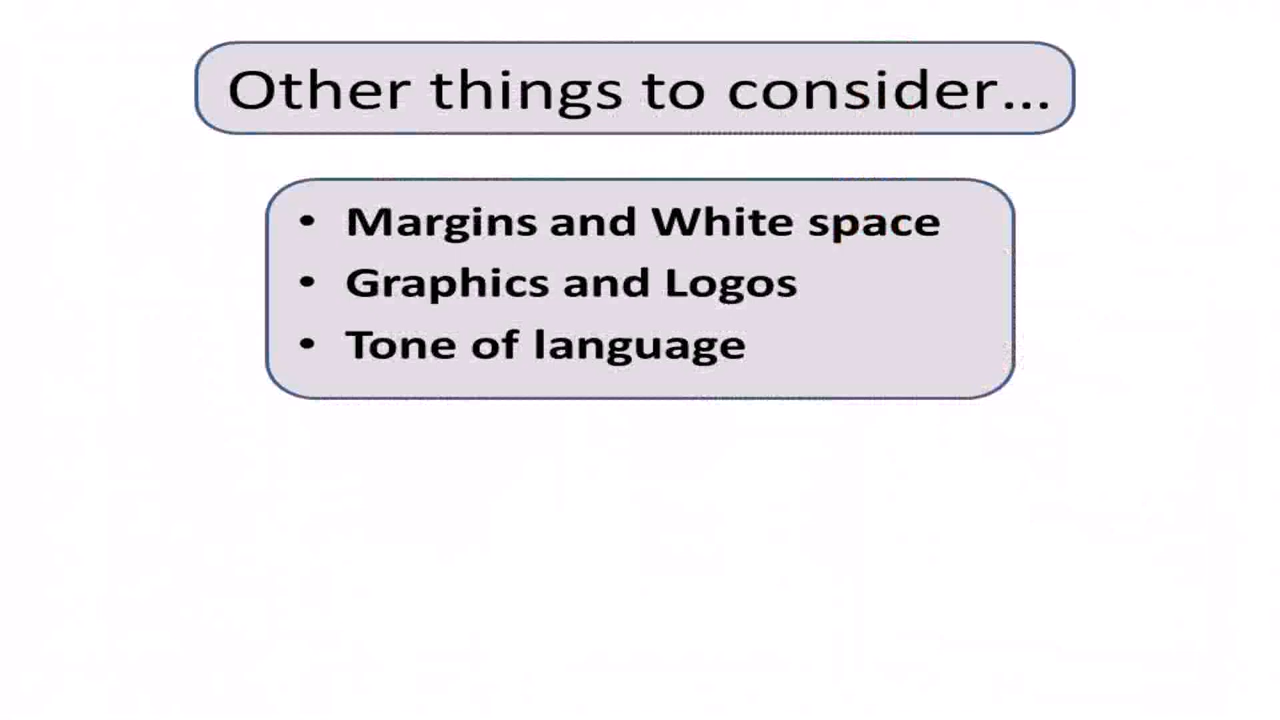 Other things to consider...
• Margins and White space
• Graphics and Logos
• Tone of language